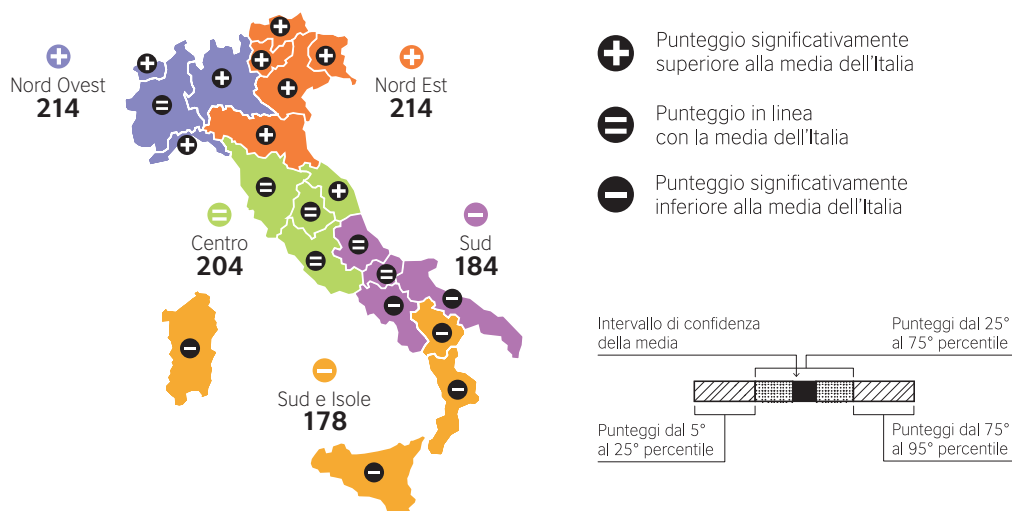 Nord Ovest
214
Nord Est
214
Centro
204
Sud
184
Sud e Isole
178
Punteggio significativamente
superiore alla media dell'Italia
Punteggio in linea
con la media dell'Italia
Punteggio significativamente
inferiore alla media dell'Italia
Intervallo di confidenza
della media
Punteggi dal 25°
al 75° percentile
Punteggi dal 5°
al 25° percentile
Punteggi dal 75°
al 95° percentile